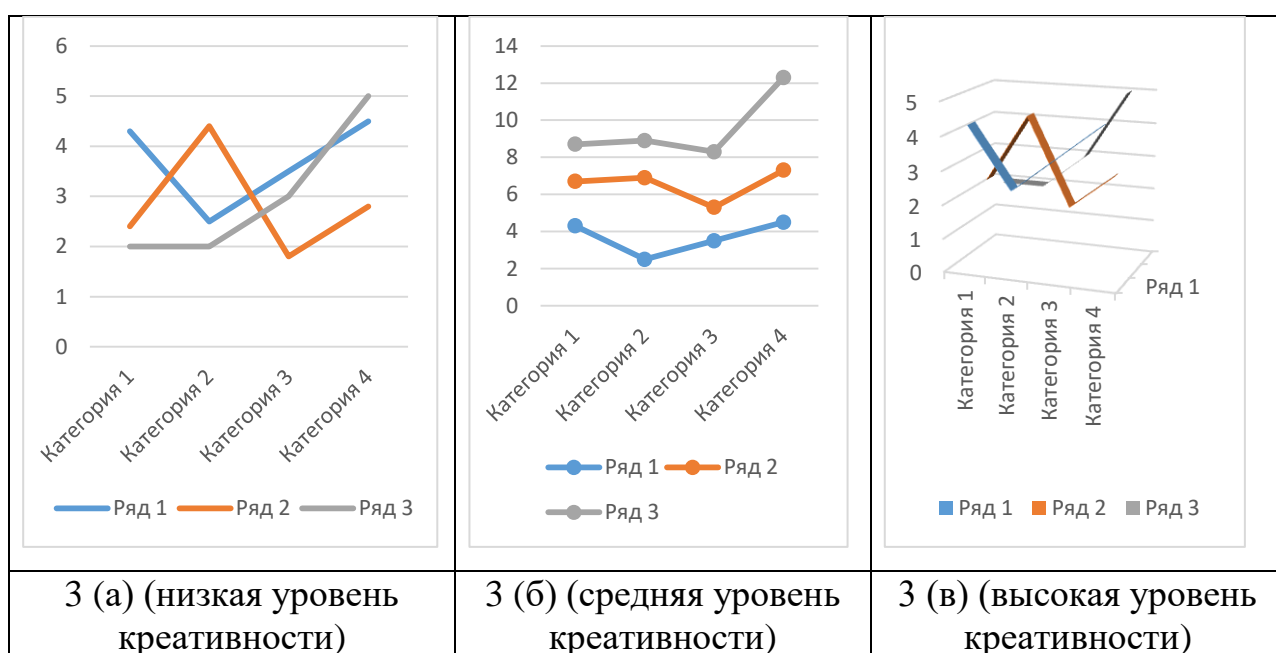 6
5
4
3
2
1
0
Категория 1
Категория 2
Категория 3
Категория 4
Ряд 1 Ряд 2 Ряд 3
14
12
10
8
6
4
2
0
Категория 1
Категория 2
Категория 3
Категория 4
Ряд 1 Ряд 2
Ряд 3
5
4
3
2
1
0
Категория 1
Категория 2
Категория 3
Категория 4
Ряд 1
Ряд 1 Ряд 2 Ряд 3
3 (а) (низкая уровень
креативности)
3 (б) (средняя уровень
креативности)
3 (в) (высокая уровень
креативности)